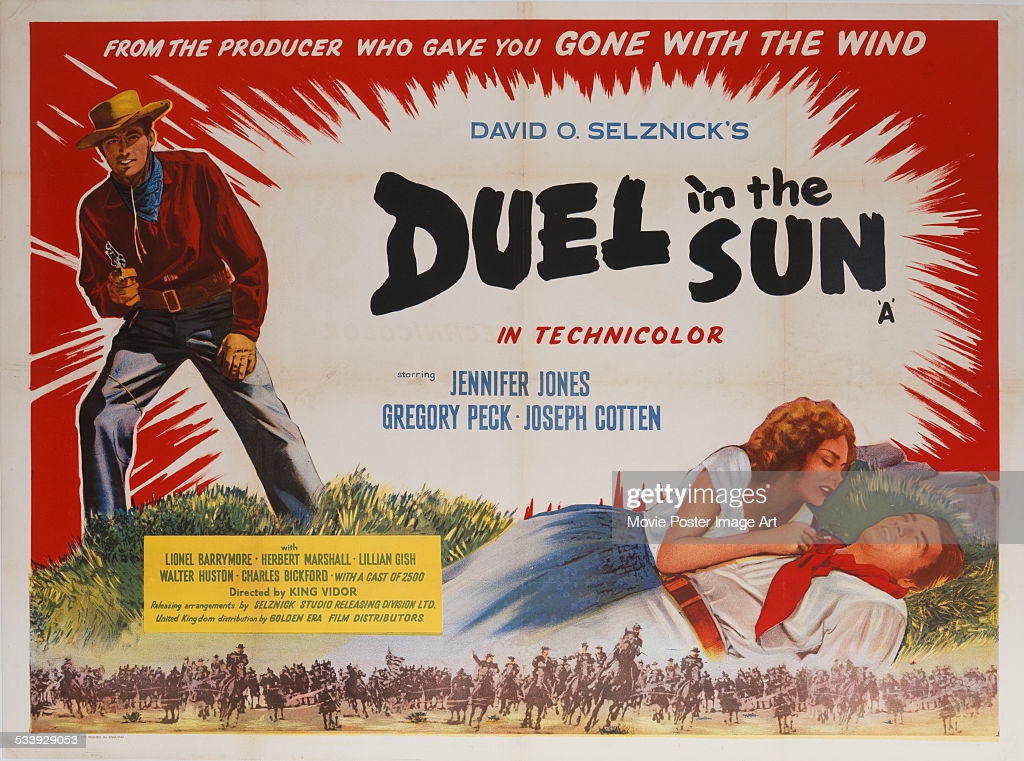 FROM THE PRODUCER WHO GAVE YOU GONE WITH THE WIND
DAVID O. SELZNICK'S
DUEL in the SUN
'A'
IN TECHNICOLOR
starring JENNIFER JONES
GREGORY PECK · JOSEPH COTTEN
with
LIONEL BARRYMORE · HERBERT MARSHALL · LILLIAN GISH
WALTER HUSTON · CHARLES BICKFORD · WITH A CAST OF 2500
Directed by KING VIDOR
Releasing arrangements by SELZNICK STUDIO RELEASING DIVISION LTD.
United Kingdom distribution by GOLDEN ERA FILM DISTRIBUTORS.
gettyimages
Movie Poster Image Art
PRINTED IN ENGLAND
533929053